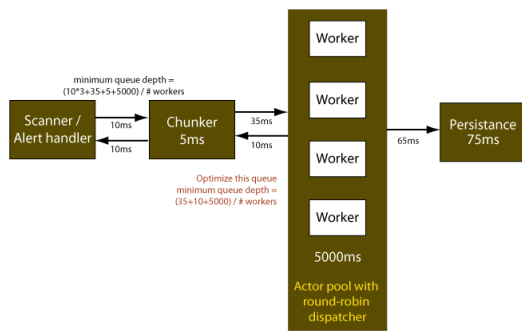 minimum queue depth =
(10*3+35+5+5000) / # workers
Scanner /
Alert handler
10ms
10ms
Chunker
5ms
35ms
10ms
Optimize this queue
minimum queue depth =
(35+10+5000) / # workers
Worker
Worker
Worker
Worker
5000ms
Actor pool with
round-robin
dispatcher
65ms
Persistance
75ms